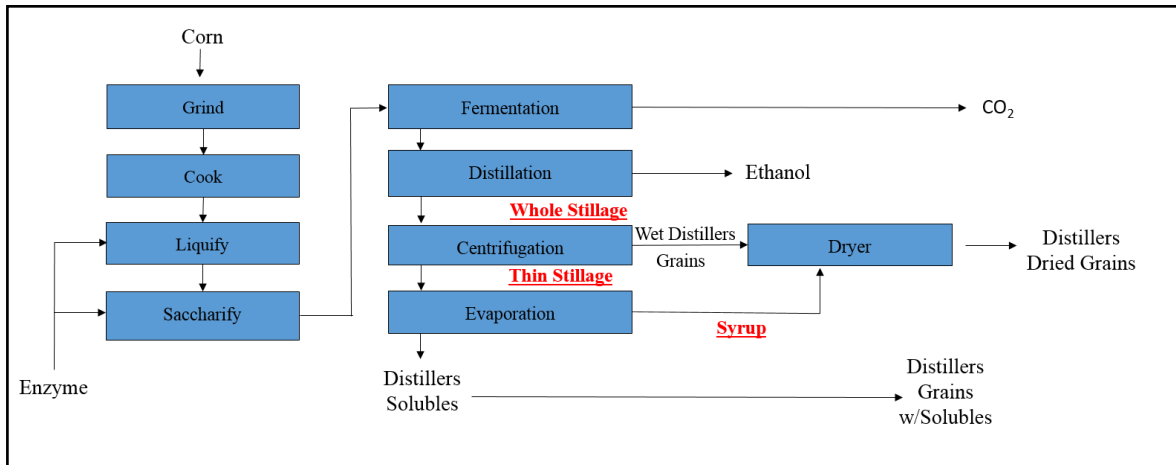 Corn
Grind
Cook
Liquify
Saccharify
Enzyme
Fermentation
CO₂
Distillation
Ethanol
Whole Stillage
Centrifugation
Wet Distillers
Grains
Dryer
Distillers
Dried Grains
Thin Stillage
Evaporation
Syrup
Distillers
Solubles
Distillers
Grains
w/Solubles